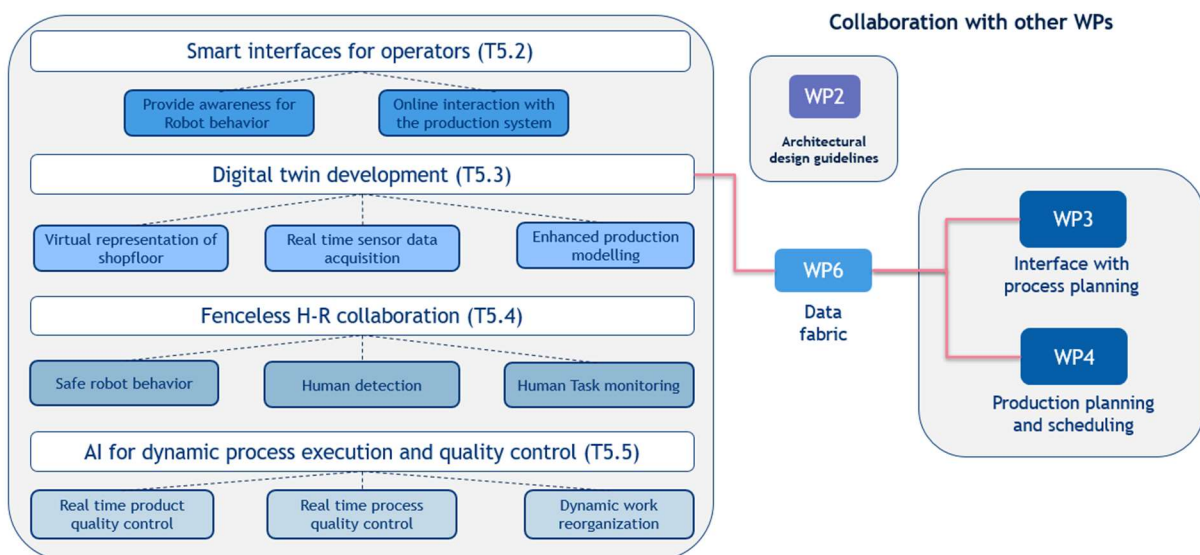 Collaboration with other WPs
Smart interfaces for operators (T5.2)
Provide awareness for
Robot behavior
Online interaction with
the production system
Digital twin development (T5.3)
Virtual representation of
shopfloor
Real time sensor data
acquisition
Enhanced production
modelling
Fenceless H-R collaboration (T5.4)
Safe robot behavior
Human detection
Human Task monitoring
AI for dynamic process execution and quality control (T5.5)
Real time product
quality control
Real time process
quality control
Dynamic work
reorganization
WP2
Architectural
design guidelines
WP6
Data
fabric
WP3
Interface with
process planning
WP4
Production planning
and scheduling